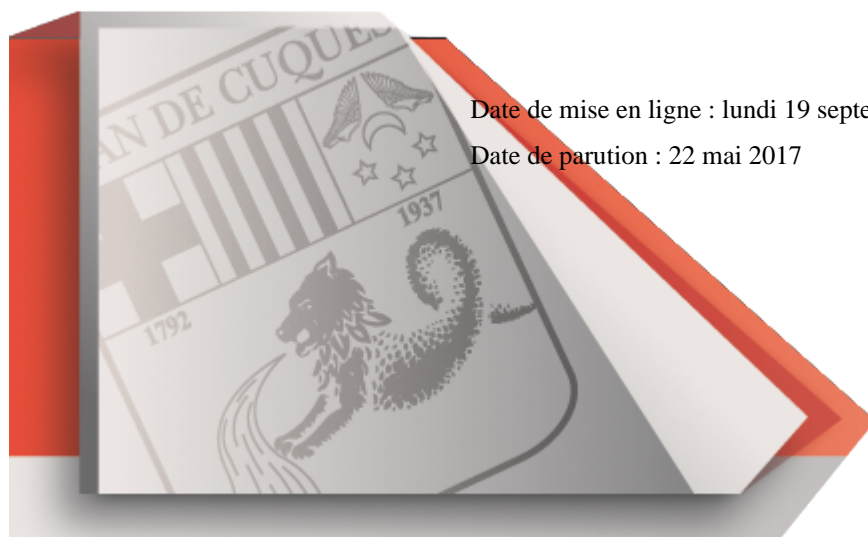 AN DE CUQUES
1792
1937
Date de mise en ligne : lundi 19 septe
Date de parution : 22 mai 2017